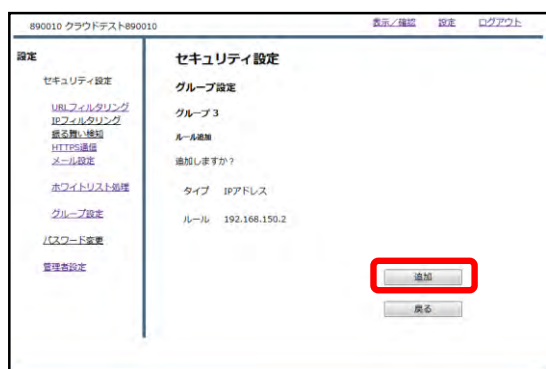 890010 クラウドテスト890010
表示／確認 設定 ログアウト
設定
セキュリティ設定
URLフィルタリング
IPフィルタリング
振る舞い検知
HTTPS通信
メール設定
ホワイトリスト処理
グループ設定
パスワード変更
管理者設定
セキュリティ設定
グループ設定
グループ 3
ルール追加
追加しますか？
タイプ IPアドレス
ルール 192.168.150.2
追加
戻る